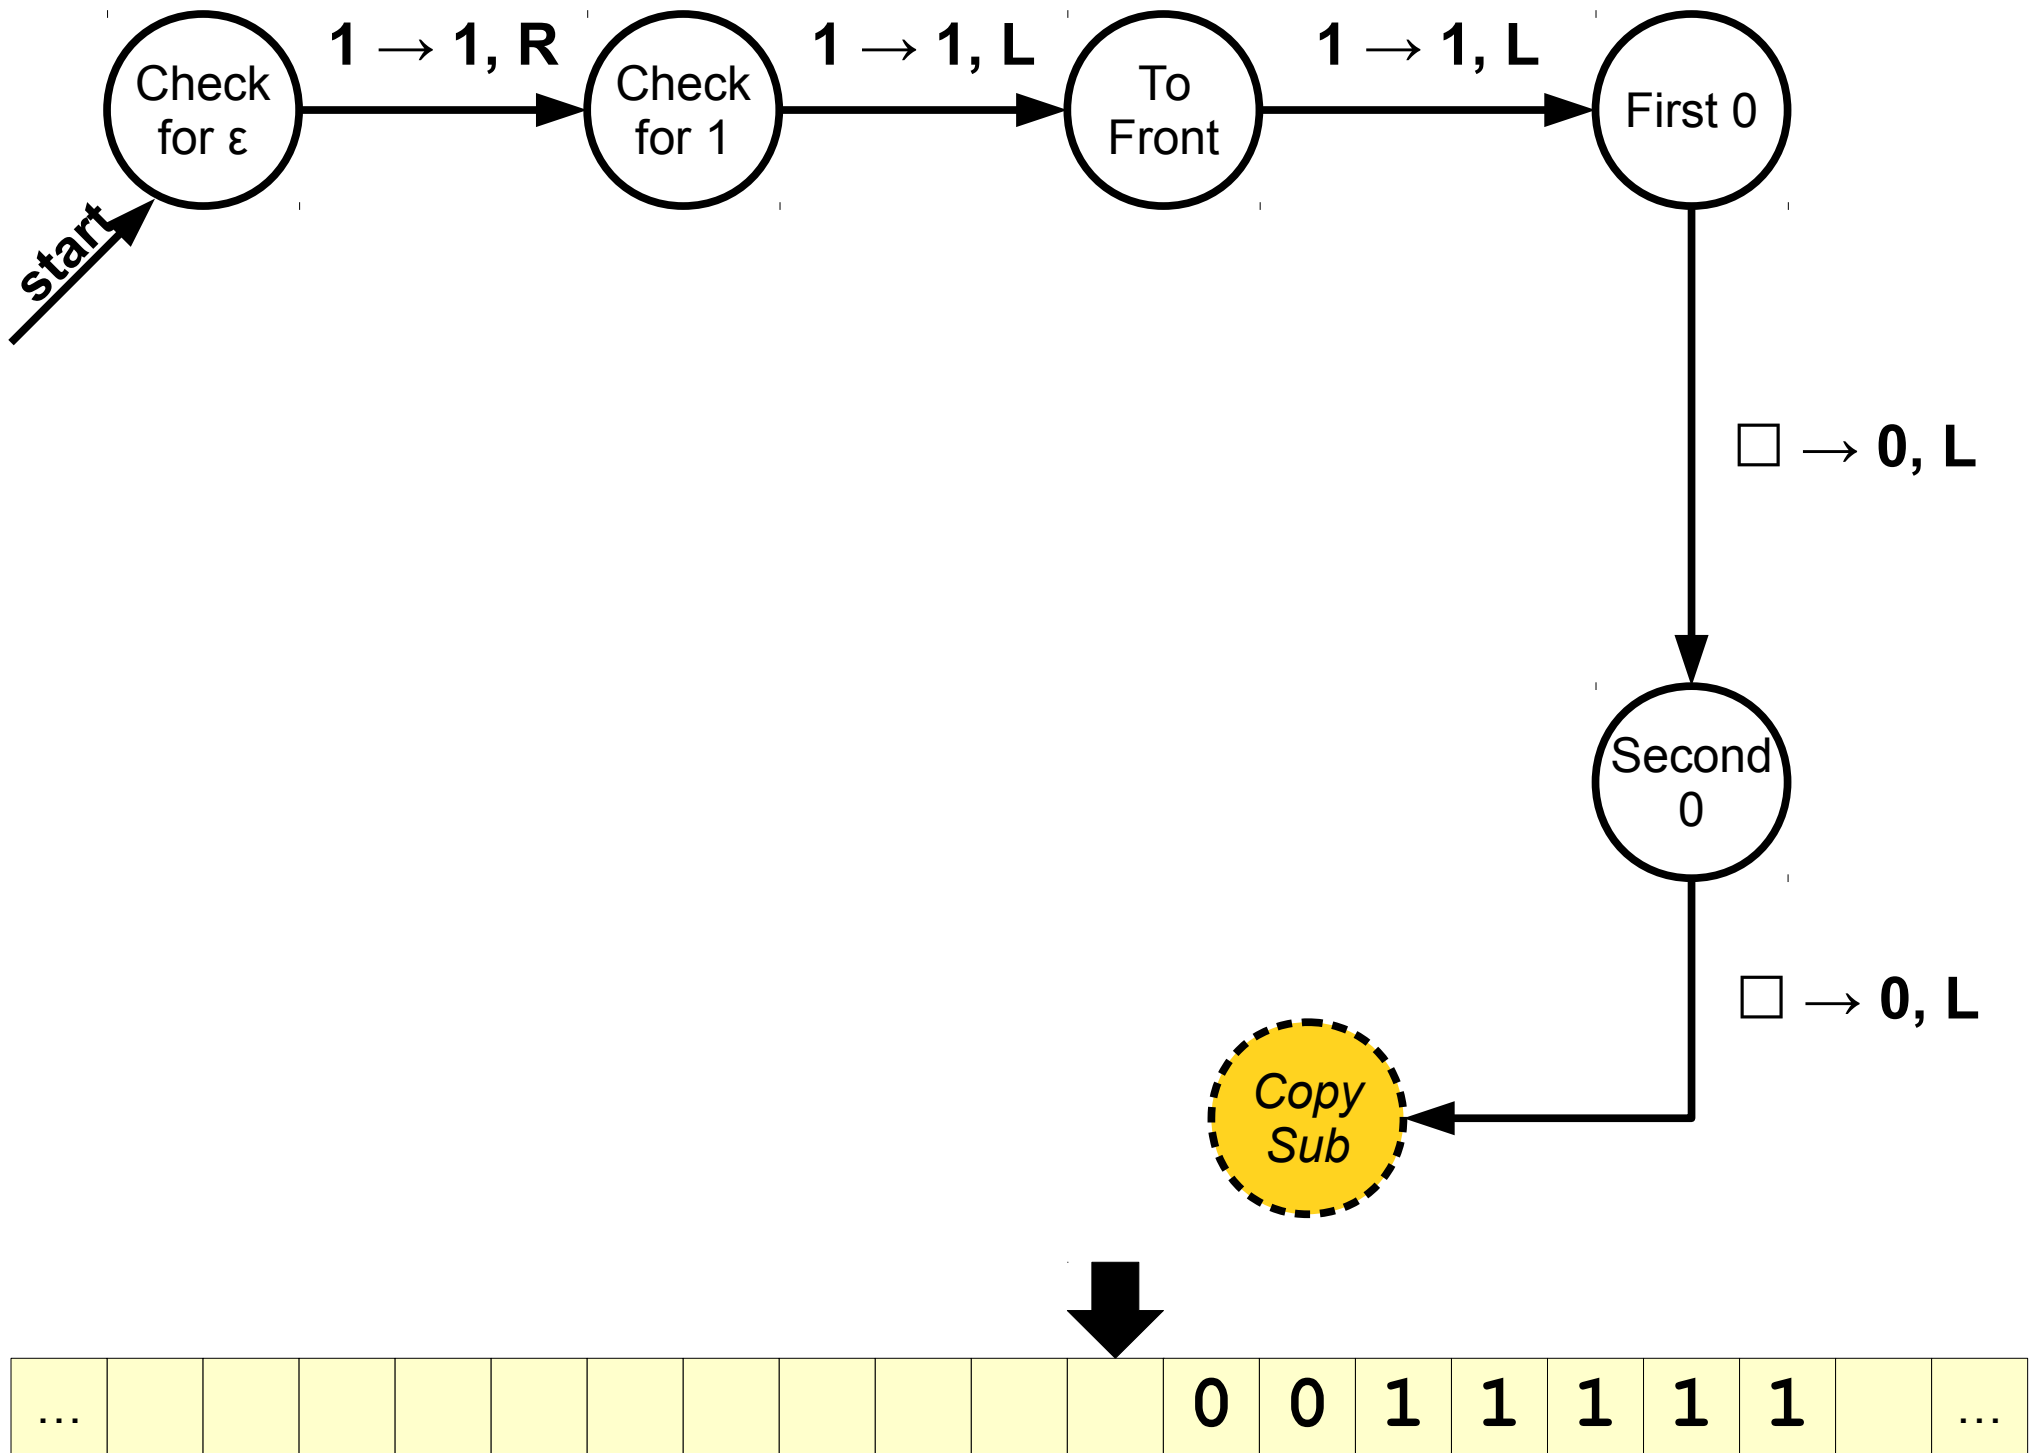 Check
for ε
1 → 1, R
Check
for 1
1 → 1, L
To
Front
1 → 1, L
First 0
start
□ → 0, L
Second
0
□ → 0, L
Copy
Sub
... 0 0 1 1 1 1 1 ...